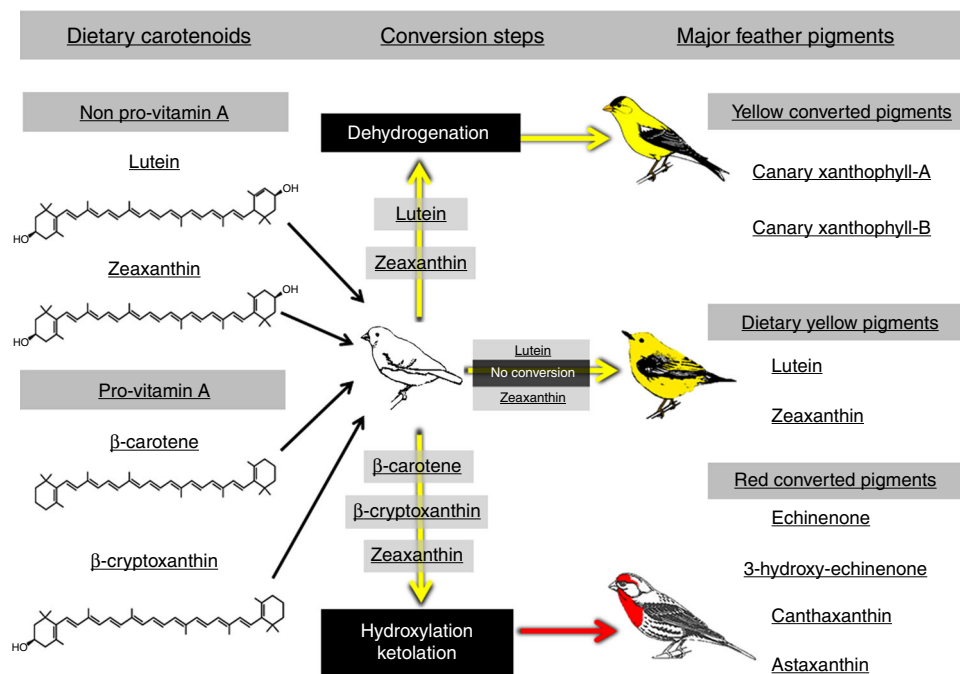 Dietary carotenoids
Conversion steps
Major feather pigments
Non pro-vitamin A
Lutein
OH
HO
Zeaxanthin
OH
HO
Pro-vitamin A
β-carotene
β-cryptoxanthin
HO
Dehydrogenation
Lutein
Zeaxanthin
Lutein
No conversion
Zeaxanthin
β-carotene
β-cryptoxanthin
Zeaxanthin
Hydroxylation
ketolation
Yellow converted pigments
Canary xanthophyll-A
Canary xanthophyll-B
Dietary yellow pigments
Lutein
Zeaxanthin
Red converted pigments
Echinenone
3-hydroxy-echinenone
Canthaxanthin
Astaxanthin